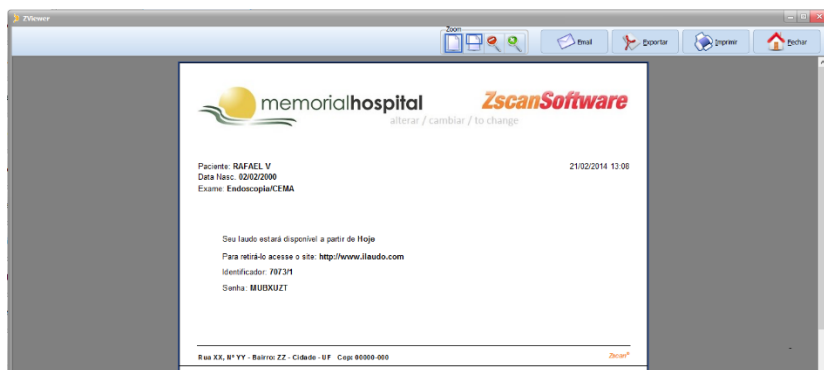 ZViewer
Zoom
Email
Exportar
Imprimir
Fechar
memorialhospital
ZscanSoftware
alterar / cambiar / to change
Paciente: RAFAEL V
21/02/2014 13:08
Data Nasc. 02/02/2000
Exame: Endoscopia/CEMA
Seu laudo estará disponível a partir de Hoje
Para retirá-lo acesse o site: http://www.ilaudo.com
Identificador: 7073/1
Senha: MUBXUZT
Rua XX, Nº YY - Bairro: ZZ - Cidade - UF Cep: 00000-000
Zscan®